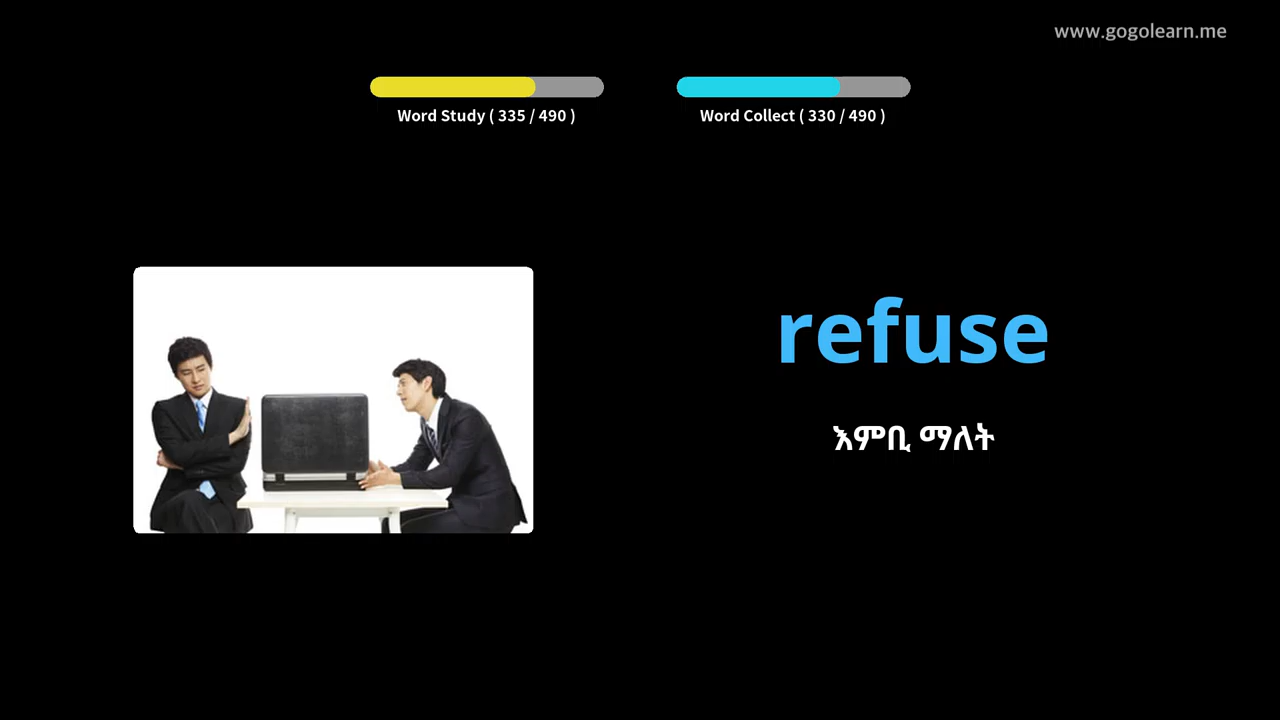 www.gogolearn.me
Word Study ( 335 / 490 )
Word Collect ( 330 / 490 )
refuse
እምቢ ማለት